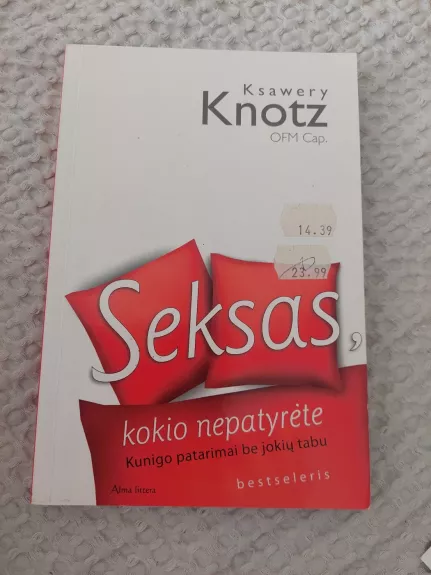 Ksawery
Knotz
OFM Cap.
14.39
23.99
Seksas,
kokio nepatyrėte
Kunigo patarimai be jokių tabu
Alma littera
bestseleris